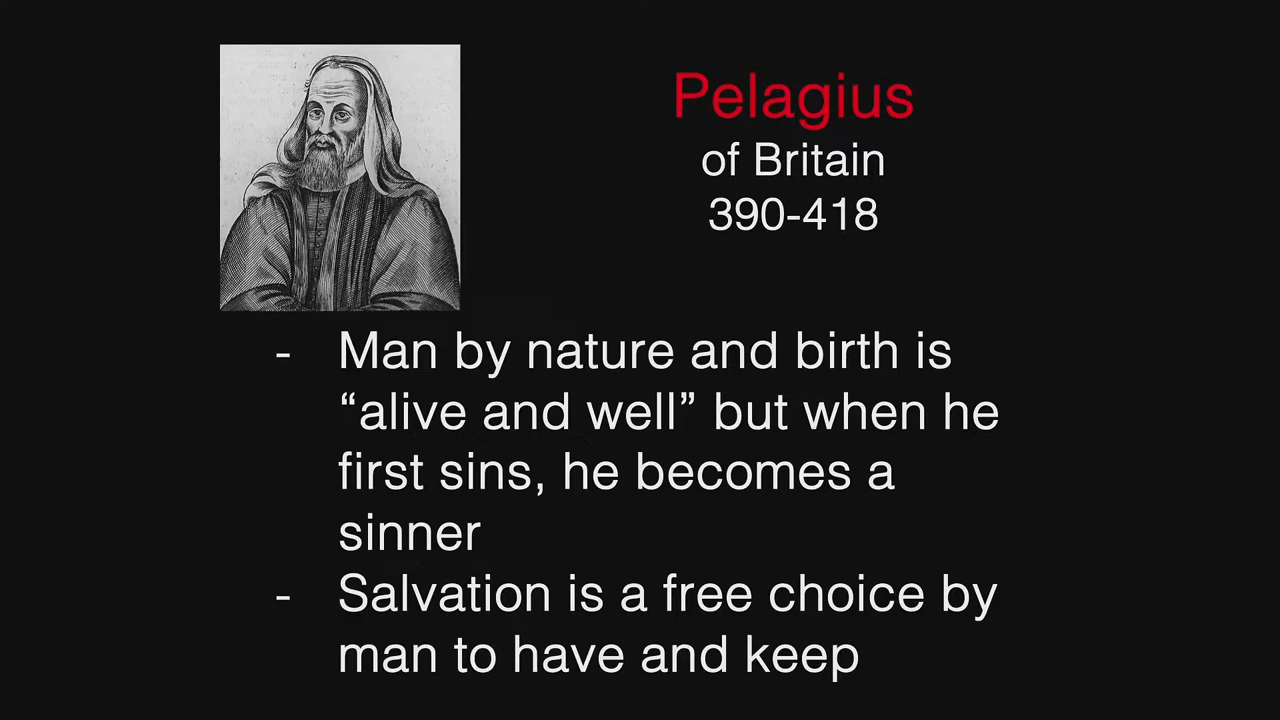 Pelagius
of Britain
390-418
- Man by nature and birth is
“alive and well” but when he
first sins, he becomes a
sinner
- Salvation is a free choice by
man to have and keep